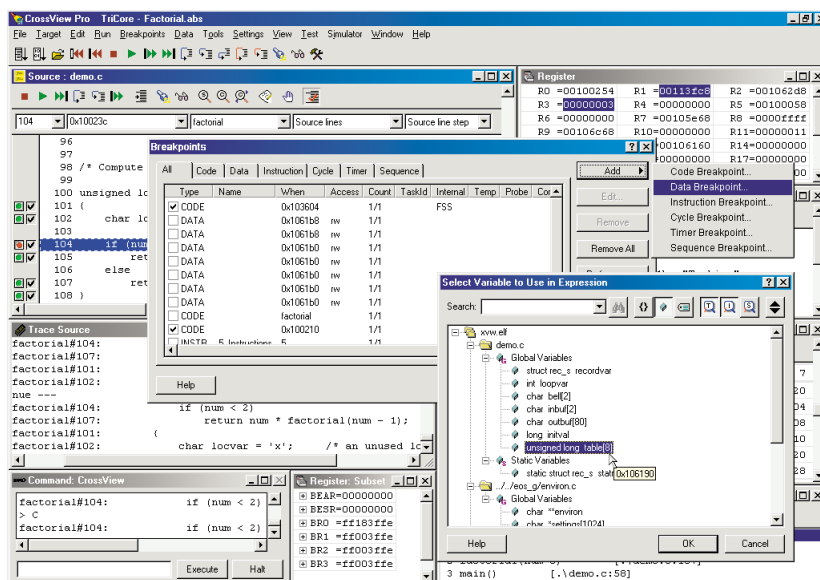 CrossView Pro TriCore - Factorial.abs
File Target Edit Run Breakpoints Data Tools Settings View Test Simulator Window Help
Source : demo.c
104 0x10023c factorial Source lines Source line step
96
97
98 /* Compute
99
100 unsigned lo
101 {
102 char lo
103
104 if (num
105 ret
106 else
107 ret
108 }
Register
R0 =00100254 R1 =00113fc8 R2 =001062d8
R3 =00000003 R4 =00000000 R5 =00100058
R6 =00000000 R7 =00105e68 R8 =0000ffff
R9 =00106c68 R10=00000000 R11=00000011
=00106160 R14=00000000
=00000000 R17=00000000
Breakpoints
All Code Data Instruction Cycle Timer Sequence
Type Name When Access Count TaskId Internal Temp Probe
CODE 0x103604 1/1 FSS
DATA 0x1061b8 rw 1/1
DATA 0x1061b8 rw 1/1
DATA 0x1061b8 rw 1/1
DATA 0x1061b0 rw 1/1
DATA 0x1061b0 rw 1/1
DATA 0x1061b0 rw 1/1
CODE factorial 1/1
CODE 0x100210 1/1
INSTR 5 Instructions 5 1/1
Help
Add
Edit...
Remove
Remove All
Code Breakpoint...
Data Breakpoint...
Instruction Breakpoint...
Cycle Breakpoint...
Timer Breakpoint...
Sequence Breakpoint...
Select Variable to Use in Expression
Search:
xvw.elf
demo.c
Global Variables
struct rec_s recordvar
int loopvar
char bell[2]
char inbuf[2]
char outbuf[80]
long initval
unsigned long table[8]
Static Variables
static struct rec_s statr
0x106190
../../eos_g/environ.c
Global Variables
char **environ
char *settings[1024]
Help OK Cancel
Trace Source
factorial#104:
factorial#107:
factorial#101:
factorial#102:
nue ---
factorial#104: if (num < 2)
factorial#107: return num * factorial(num - 1);
factorial#101: {
factorial#102: char locvar = 'x'; /* an unused lo
Command: CrossView
factorial#104: if (num < 2)
> C
factorial#104: if (num < 2)
Execute Halt
Register: Subset
BEAR=00000000
BESR=00000000
BR0 =ff183ffe
BR1 =ff003ffe
BR2 =ff003ffe
BR3 =ff003ffe
7
20
04
08
10
20
28
3 main() [.\demo.c:58]